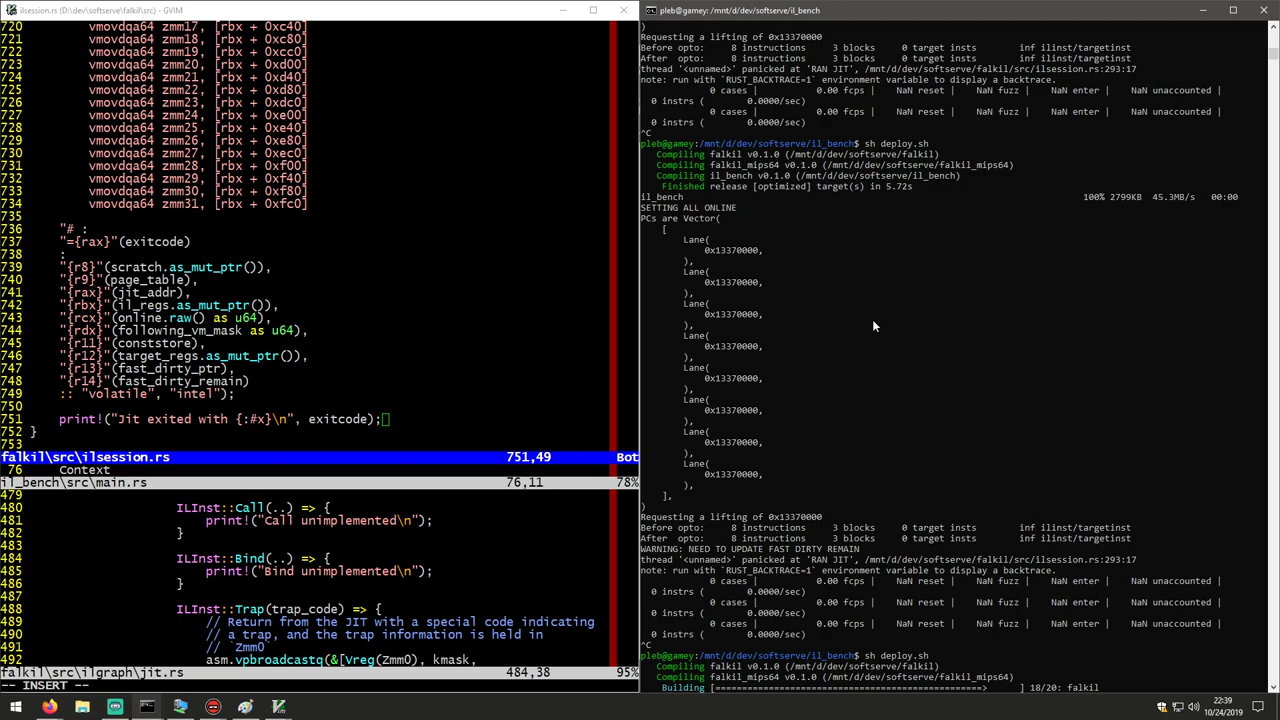 ilsession.rs (D:\dev\softserve\falkil\src) - GVIM
720         vmovdqa64 zmm17, [rbx + 0xc40]
721         vmovdqa64 zmm18, [rbx + 0xc80]
722         vmovdqa64 zmm19, [rbx + 0xcc0]
723         vmovdqa64 zmm20, [rbx + 0xd00]
724         vmovdqa64 zmm21, [rbx + 0xd40]
725         vmovdqa64 zmm22, [rbx + 0xd80]
726         vmovdqa64 zmm23, [rbx + 0xdc0]
727         vmovdqa64 zmm24, [rbx + 0xe00]
728         vmovdqa64 zmm25, [rbx + 0xe40]
729         vmovdqa64 zmm26, [rbx + 0xe80]
730         vmovdqa64 zmm27, [rbx + 0xec0]
731         vmovdqa64 zmm28, [rbx + 0xf00]
732         vmovdqa64 zmm29, [rbx + 0xf40]
733         vmovdqa64 zmm30, [rbx + 0xf80]
734         vmovdqa64 zmm31, [rbx + 0xfc0]
735
736     "# :
737     "={rax}"(exitcode)
738     :
739     "{r8}"(scratch.as_mut_ptr()),
740     "{r9}"(page_table),
741     "{rax}"(jit_addr),
742     "{rbx}"(il_regs.as_mut_ptr()),
743     "{rcx}"(online.raw() as u64),
744     "{rdx}"(following_vm_mask as u64),
745     "{r11}"(conststore),
746     "{r12}"(target_regs.as_mut_ptr()),
747     "{r13}"(fast_dirty_ptr),
748     "{r14}"(fast_dirty_remain)
749     :: "volatile", "intel");
750
751     print!("Jit exited with {:#x}\n", exitcode);
752 }
753
falkil\src\ilsession.rs 751,49 Bot
76     Context
il_bench\src\main.rs 76,11 78%
479
480                     ILInst::Call(..) => {
481                         print!("Call unimplemented\n");
482                     }
483
484                     ILInst::Bind(..) => {
485                         print!("Bind unimplemented\n");
486                     }
487
488                     ILInst::Trap(trap_code) => {
489                         // Return from the JIT with a special code indicating
490                         // a trap, and the trap information is held in
491                         // `Zmm0`
492                         asm.vpbroadcastq(&[Vreg(Zmm0), kmask,
falkil\src\ilgraph\jit.rs 484,38 95%
-- INSERT --
pleb@gamey: /mnt/d/dev/softserve/il_bench
)
Requesting a lifting of 0x13370000
Before opto:    8 instructions    3 blocks    0 target insts    inf ilinst/targetinst
After  opto:    8 instructions    3 blocks    0 target insts    inf ilinst/targetinst
thread '<unnamed>' panicked at 'RAN JIT', /mnt/d/dev/softserve/falkil/src/ilsession.rs:293:17
note: run with `RUST_BACKTRACE=1` environment variable to display a backtrace.
0 cases |    0.00 fcps |    NaN reset |    NaN fuzz |    NaN enter |    NaN unaccounted |
0 instrs (    0.0000/sec)
0 cases |    0.00 fcps |    NaN reset |    NaN fuzz |    NaN enter |    NaN unaccounted |
0 instrs (    0.0000/sec)
^C
pleb@gamey:/mnt/d/dev/softserve/il_bench$ sh deploy.sh
Compiling falkil v0.1.0 (/mnt/d/dev/softserve/falkil)
Compiling falkil_mips64 v0.1.0 (/mnt/d/dev/softserve/falkil_mips64)
Compiling il_bench v0.1.0 (/mnt/d/dev/softserve/il_bench)
Finished release [optimized] target(s) in 5.72s
il_bench    100% 2799KB  45.3MB/s   00:00
SETTING ALL ONLINE
PCs are Vector(
[
Lane(
0x13370000,
),
Lane(
0x13370000,
),
Lane(
0x13370000,
),
Lane(
0x13370000,
),
Lane(
0x13370000,
),
Lane(
0x13370000,
),
Lane(
0x13370000,
),
Lane(
0x13370000,
),
],
)
Requesting a lifting of 0x13370000
Before opto:    8 instructions    3 blocks    0 target insts    inf ilinst/targetinst
After  opto:    8 instructions    3 blocks    0 target insts    inf ilinst/targetinst
WARNING: NEED TO UPDATE FAST DIRTY REMAIN
thread '<unnamed>' panicked at 'RAN JIT', /mnt/d/dev/softserve/falkil/src/ilsession.rs:293:17
note: run with `RUST_BACKTRACE=1` environment variable to display a backtrace.
0 cases |    0.00 fcps |    NaN reset |    NaN fuzz |    NaN enter |    NaN unaccounted |
0 instrs (    0.0000/sec)
0 cases |    0.00 fcps |    NaN reset |    NaN fuzz |    NaN enter |    NaN unaccounted |
0 instrs (    0.0000/sec)
0 cases |    0.00 fcps |    NaN reset |    NaN fuzz |    NaN enter |    NaN unaccounted |
0 instrs (    0.0000/sec)
^C
pleb@gamey:/mnt/d/dev/softserve/il_bench$ sh deploy.sh
Compiling falkil v0.1.0 (/mnt/d/dev/softserve/falkil)
Compiling falkil_mips64 v0.1.0 (/mnt/d/dev/softserve/falkil_mips64)
Building [==================================================>      ] 18/20: falkil
22:39
10/24/2019